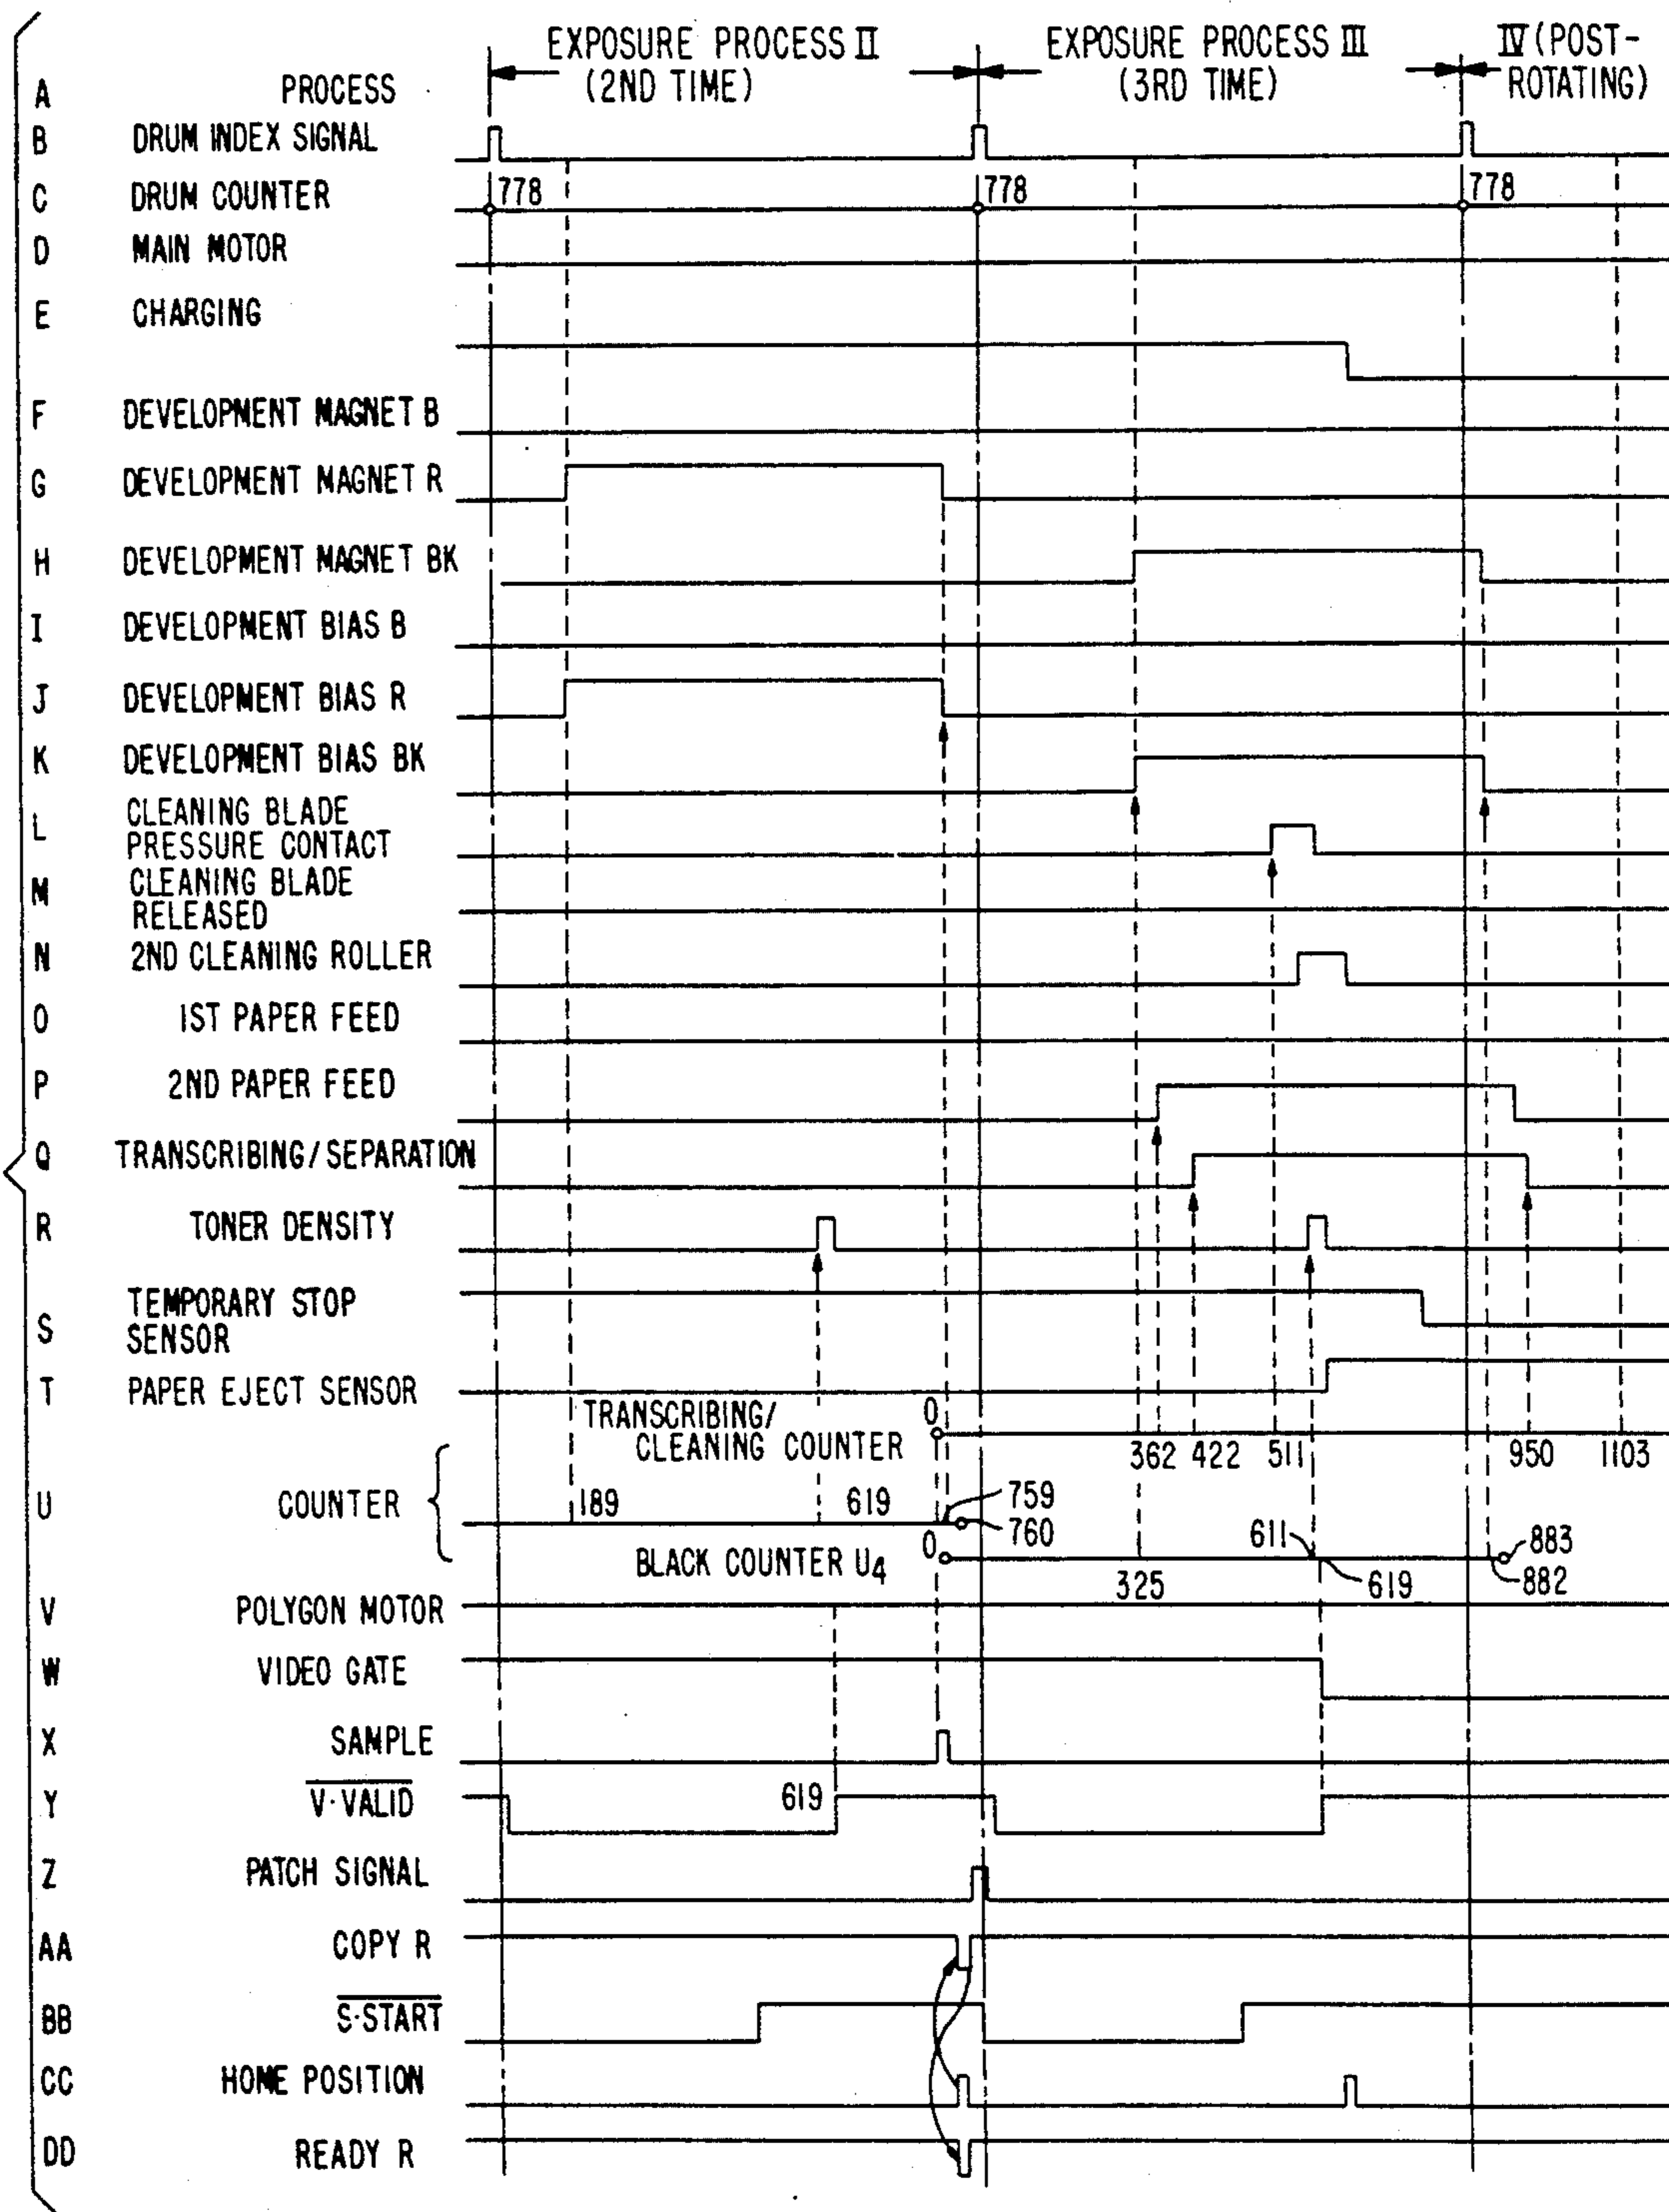 EXPOSURE PROCESS II
(2ND TIME)
EXPOSURE PROCESS III
(3RD TIME)
IV (POST-
ROTATING)
A PROCESS
B DRUM INDEX SIGNAL
C DRUM COUNTER 778 778 778
D MAIN MOTOR
E CHARGING
F DEVELOPMENT MAGNET B
G DEVELOPMENT MAGNET R
H DEVELOPMENT MAGNET BK
I DEVELOPMENT BIAS B
J DEVELOPMENT BIAS R
K DEVELOPMENT BIAS BK
L CLEANING BLADE
PRESSURE CONTACT
M CLEANING BLADE
RELEASED
N 2ND CLEANING ROLLER
O 1ST PAPER FEED
P 2ND PAPER FEED
Q TRANSCRIBING/SEPARATION
R TONER DENSITY
S TEMPORARY STOP
SENSOR
T PAPER EJECT SENSOR
TRANSCRIBING/
CLEANING COUNTER 0 362 422 511 950 1103
U COUNTER 189 619 759
760
BLACK COUNTER U4 0 325 611 619 883
882
V POLYGON MOTOR
W VIDEO GATE
X SAMPLE
Y V·VALID 619
Z PATCH SIGNAL
AA COPY R
BB S·START
CC HOME POSITION
DD READY R